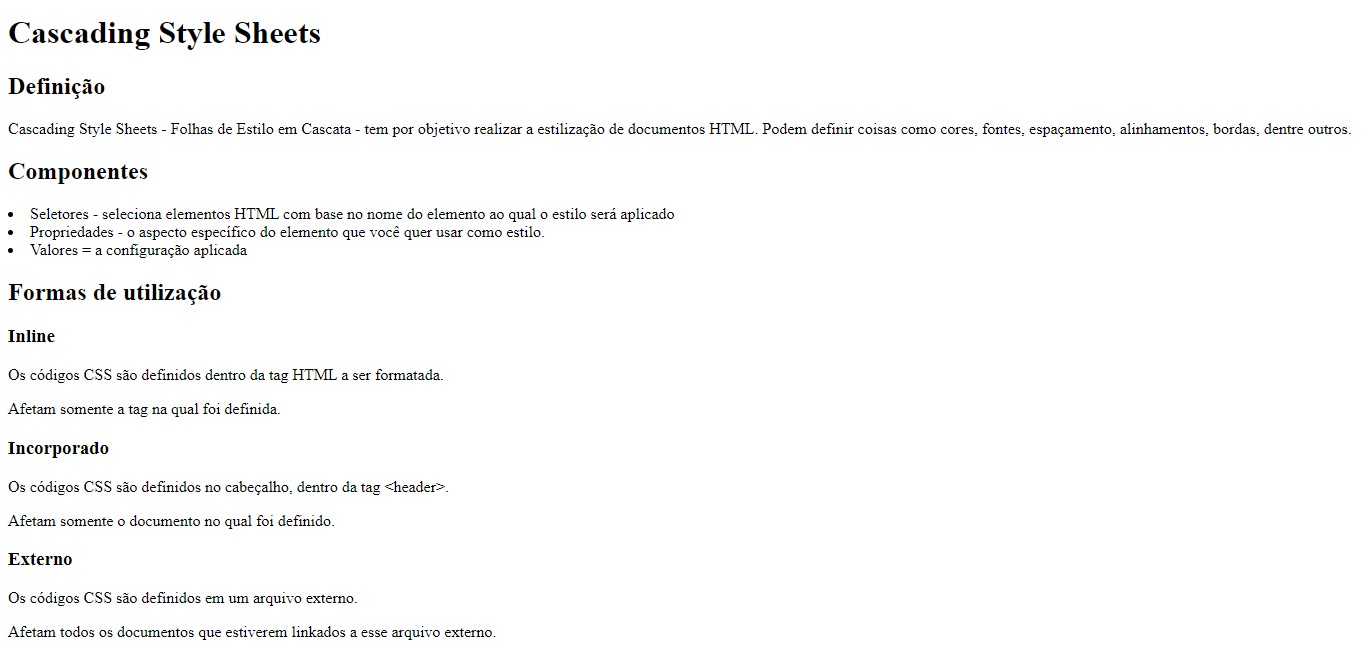 Cascading Style Sheets
Definição
Cascading Style Sheets - Folhas de Estilo em Cascata - tem por objetivo realizar a estilização de documentos HTML. Podem definir coisas como cores, fontes, espaçamento, alinhamentos, bordas, dentre outros.
Componentes
• Seletores - seleciona elementos HTML com base no nome do elemento ao qual o estilo será aplicado
• Propriedades - o aspecto específico do elemento que você quer usar como estilo.
• Valores = a configuração aplicada
Formas de utilização
Inline
Os códigos CSS são definidos dentro da tag HTML a ser formatada.
Afetam somente a tag na qual foi definida.
Incorporado
Os códigos CSS são definidos no cabeçalho, dentro da tag <header>.
Afetam somente o documento no qual foi definido.
Externo
Os códigos CSS são definidos em um arquivo externo.
Afetam todos os documentos que estiverem linkados a esse arquivo externo.